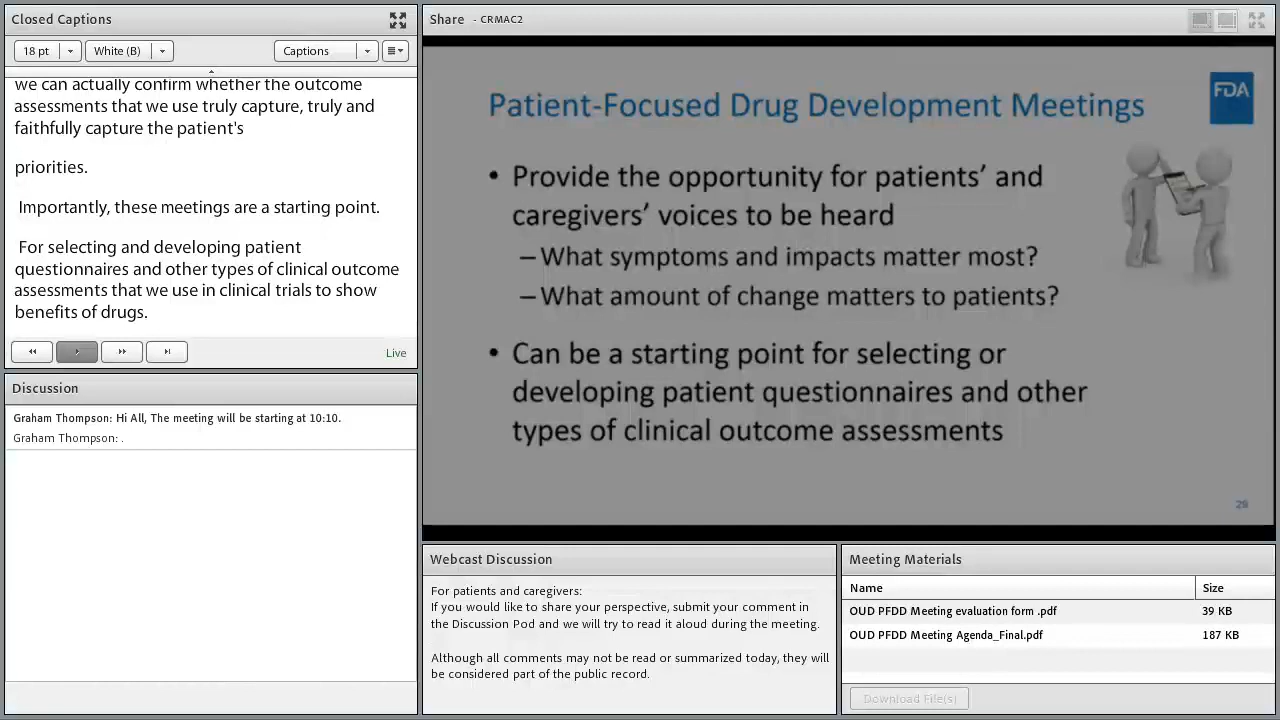 Closed Captions
18 pt
White (B)
Captions
we can actually confirm whether the outcome
assessments that we use truly capture, truly and
faithfully capture the patient's
priorities.
Importantly, these meetings are a starting point.
For selecting and developing patient
questionnaires and other types of clinical outcome
assessments that we use in clinical trials to show
benefits of drugs.
Live
Discussion
Graham Thompson: Hi All, The meeting will be starting at 10:10.
Graham Thompson: .
Share - CRMAC2
Patient-Focused Drug Development Meetings
FDA
• Provide the opportunity for patients’ and
caregivers’ voices to be heard
– What symptoms and impacts matter most?
– What amount of change matters to patients?
• Can be a starting point for selecting or
developing patient questionnaires and other
types of clinical outcome assessments
Webcast Discussion
For patients and caregivers:
If you would like to share your perspective, submit your comment in
the Discussion Pod and we will try to read it aloud during the meeting.
Although all comments may not be read or summarized today, they will
be considered part of the public record.
Meeting Materials
Name Size
OUD PFDD Meeting evaluation form .pdf 39 KB
OUD PFDD Meeting Agenda_Final.pdf 187 KB
Download File(s)